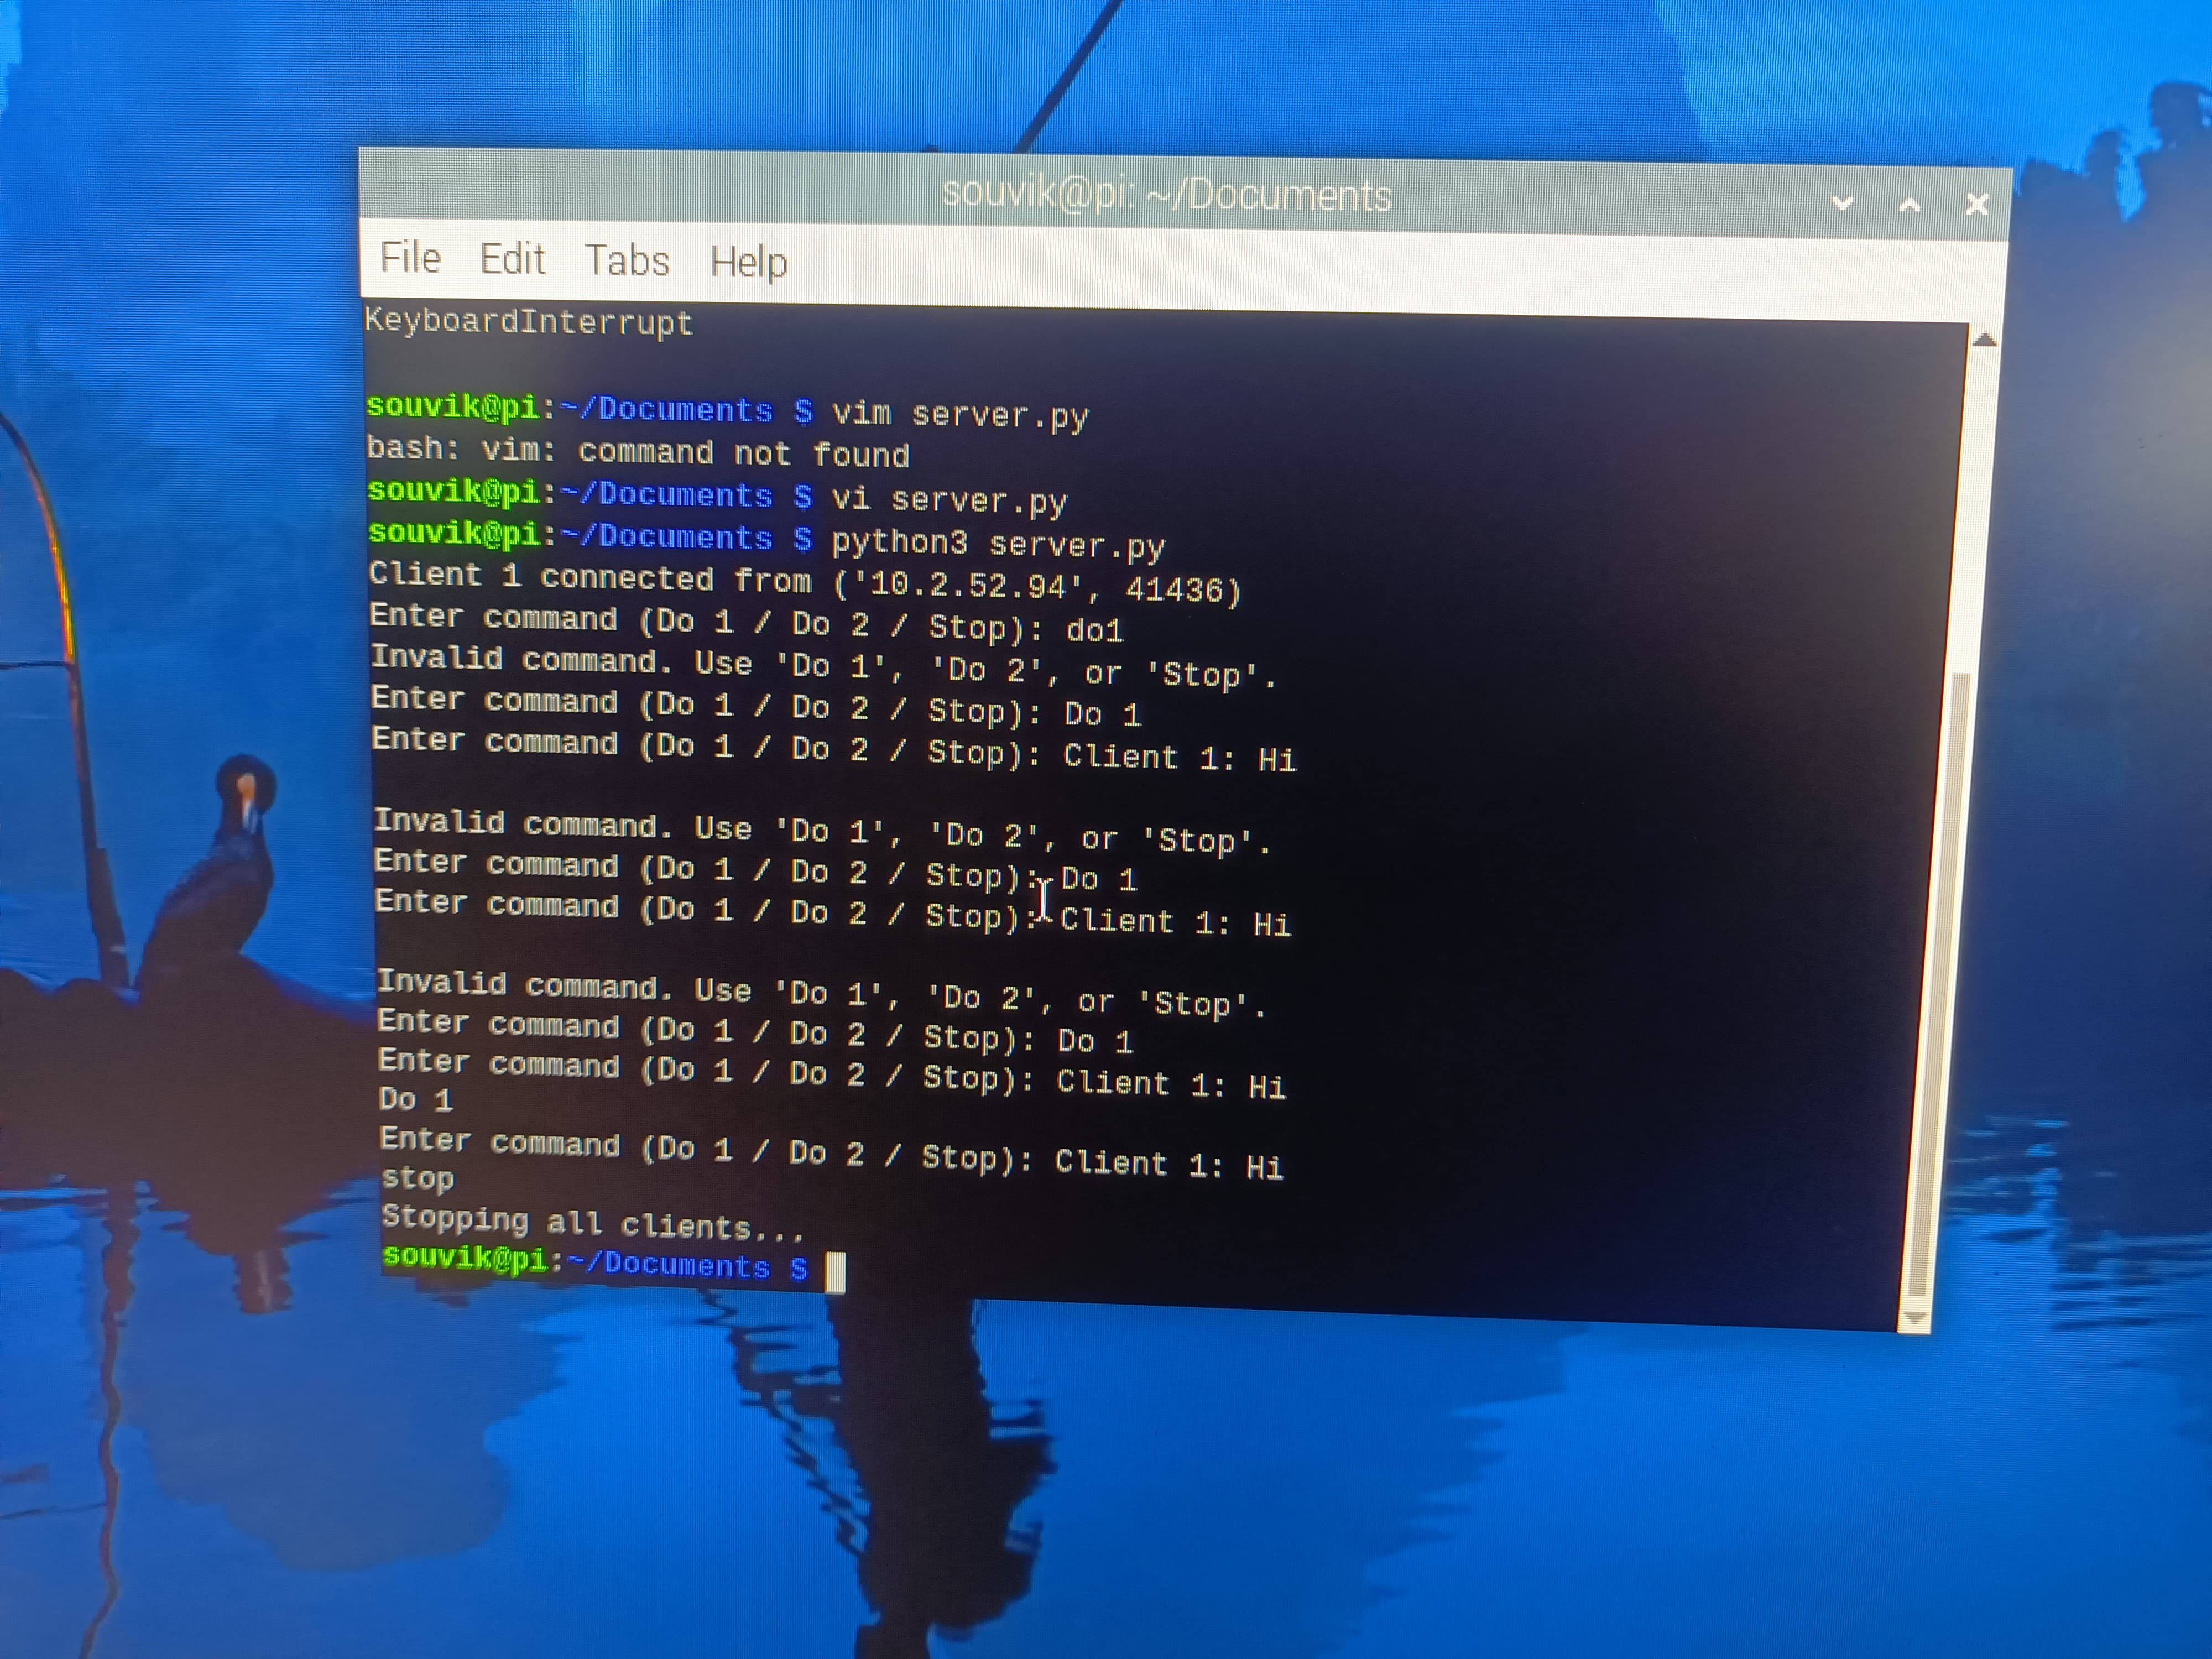 souvik@pi: ~/Documents
File Edit Tabs Help
KeyboardInterrupt
souvik@pi:~/Documents $ vim server.py
bash: vim: command not found
souvik@pi:~/Documents $ vi server.py
souvik@pi:~/Documents $ python3 server.py
Client 1 connected from ('10.2.52.94', 41436)
Enter command (Do 1 / Do 2 / Stop): do1
Invalid command. Use 'Do 1', 'Do 2', or 'Stop'.
Enter command (Do 1 / Do 2 / Stop): Do 1
Enter command (Do 1 / Do 2 / Stop): Client 1: Hi
Invalid command. Use 'Do 1', 'Do 2', or 'Stop'.
Enter command (Do 1 / Do 2 / Stop): Do 1
Enter command (Do 1 / Do 2 / Stop): Client 1: Hi
Invalid command. Use 'Do 1', 'Do 2', or 'Stop'.
Enter command (Do 1 / Do 2 / Stop): Do 1
Enter command (Do 1 / Do 2 / Stop): Client 1: Hi
Do 1
Enter command (Do 1 / Do 2 / Stop): Client 1: Hi
stop
Stopping all clients...
souvik@pi:~/Documents $